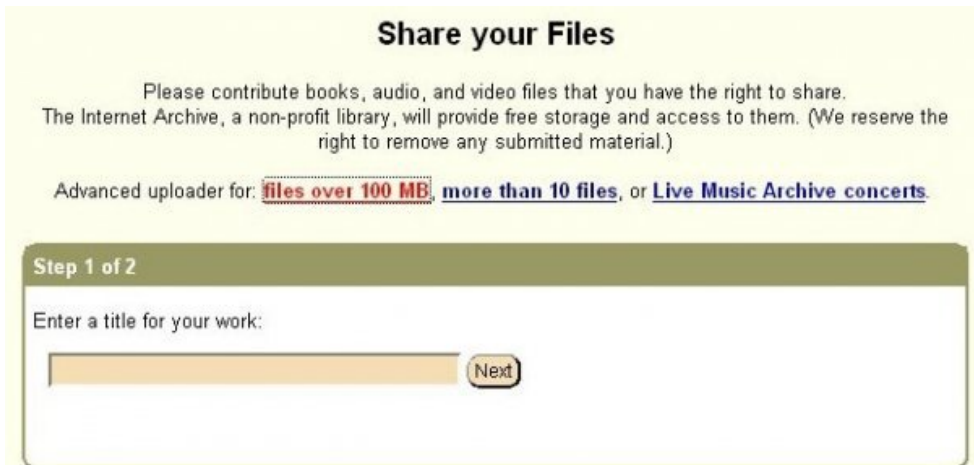 Share your Files
Please contribute books, audio, and video files that you have the right to share.
The Internet Archive, a non-profit library, will provide free storage and access to them. (We reserve the
right to remove any submitted material.)
Advanced uploader for: files over 100 MB, more than 10 files, or Live Music Archive concerts.
Step 1 of 2
Enter a title for your work:
Next